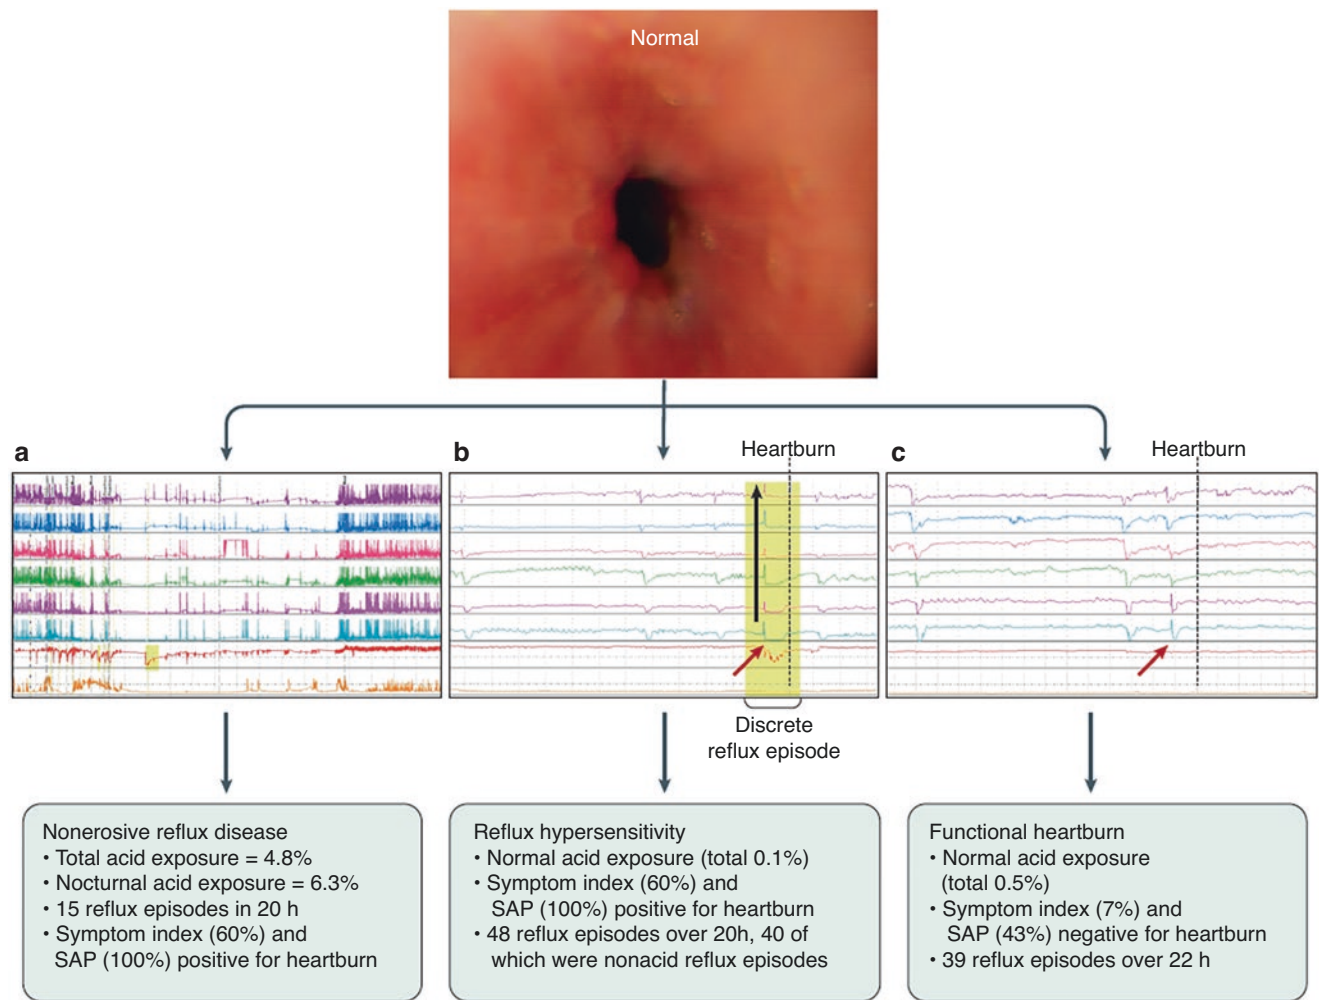 Normal
a
b
Heartburn
c
Heartburn
Discrete
reflux episode
Nonerosive reflux disease
• Total acid exposure = 4.8%
• Nocturnal acid exposure = 6.3%
• 15 reflux episodes in 20 h
• Symptom index (60%) and
SAP (100%) positive for heartburn
Reflux hypersensitivity
• Normal acid exposure (total 0.1%)
• Symptom index (60%) and
SAP (100%) positive for heartburn
• 48 reflux episodes over 20h, 40 of
which were nonacid reflux episodes
Functional heartburn
• Normal acid exposure
(total 0.5%)
• Symptom index (7%) and
SAP (43%) negative for heartburn
• 39 reflux episodes over 22 h